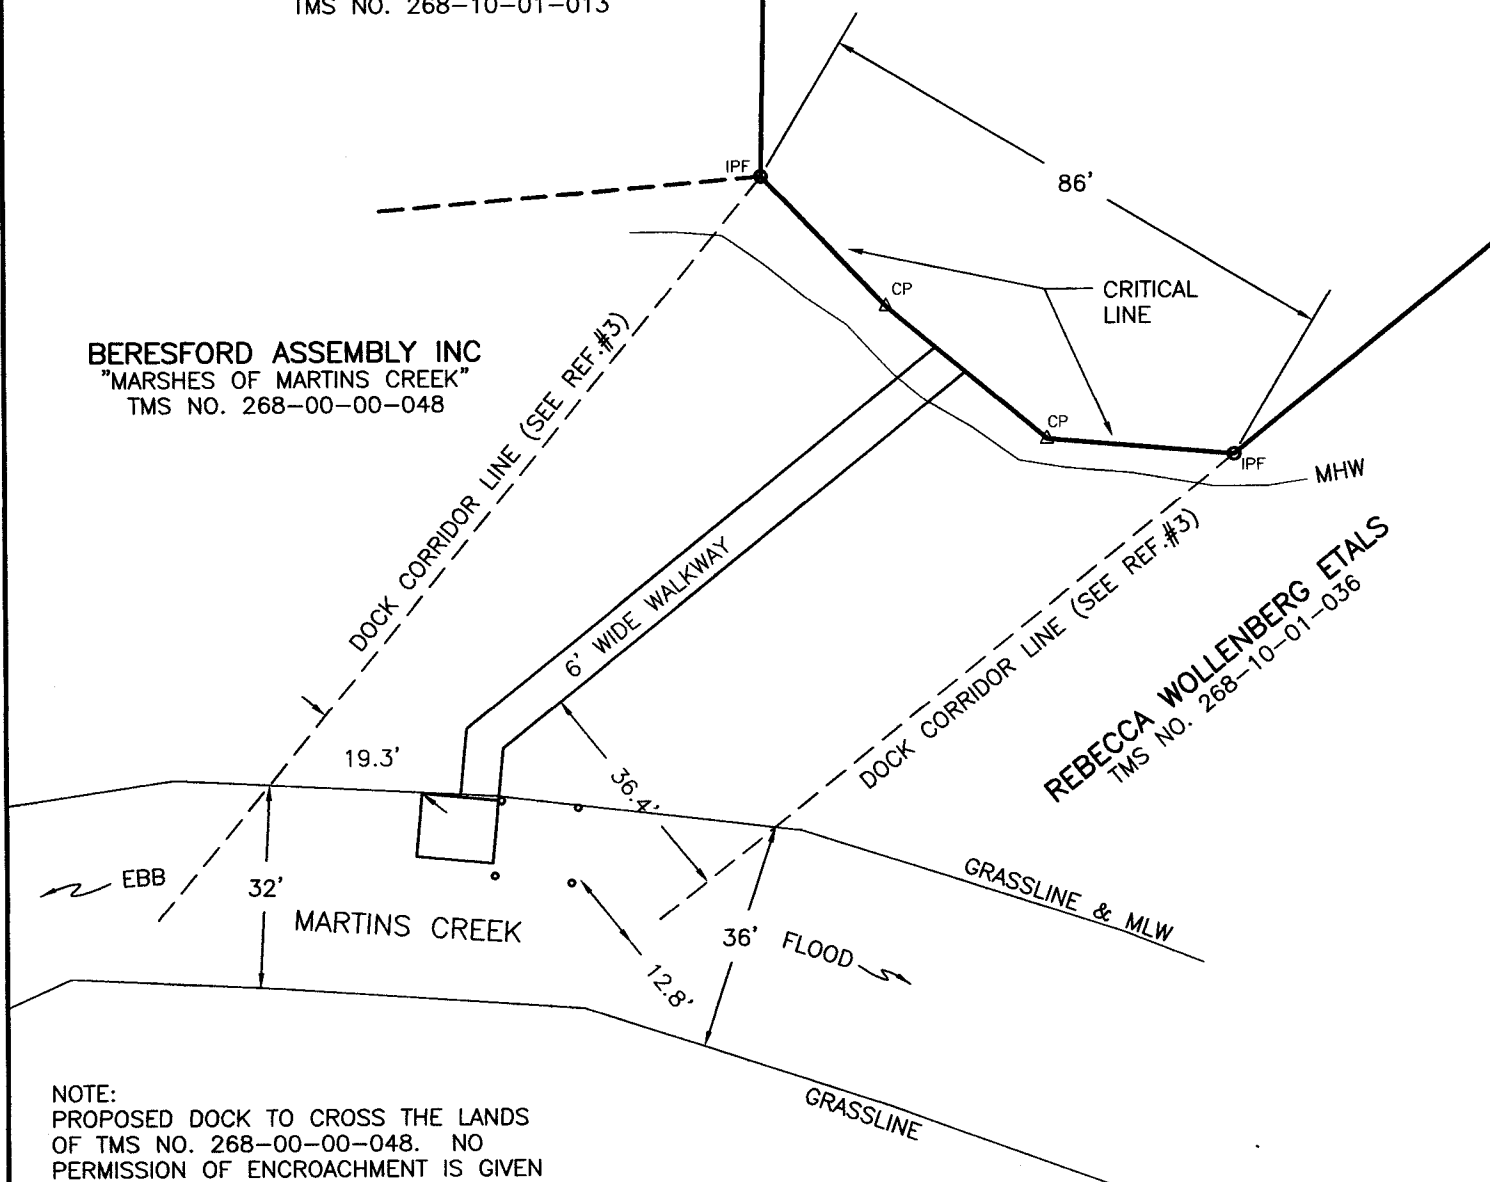 TMS NO. 268-10-01-013
IPF
86'
CP
CRITICAL
LINE
BERESFORD ASSEMBLY INC
"MARSHES OF MARTINS CREEK"
TMS NO. 268-00-00-048
DOCK CORRIDOR LINE (SEE REF.#3)
CP
IPF
MHW
6' WIDE WALKWAY
DOCK CORRIDOR LINE (SEE REF.#3)
REBECCA WOLLENBERG ETALS
TMS NO. 268-10-01-036
19.3'
36.4'
EBB
32'
MARTINS CREEK
GRASSLINE & MLW
36'
FLOOD
12.8'
GRASSLINE
NOTE:
PROPOSED DOCK TO CROSS THE LANDS
OF TMS NO. 268-00-00-048. NO
PERMISSION OF ENCROACHMENT IS GIVEN